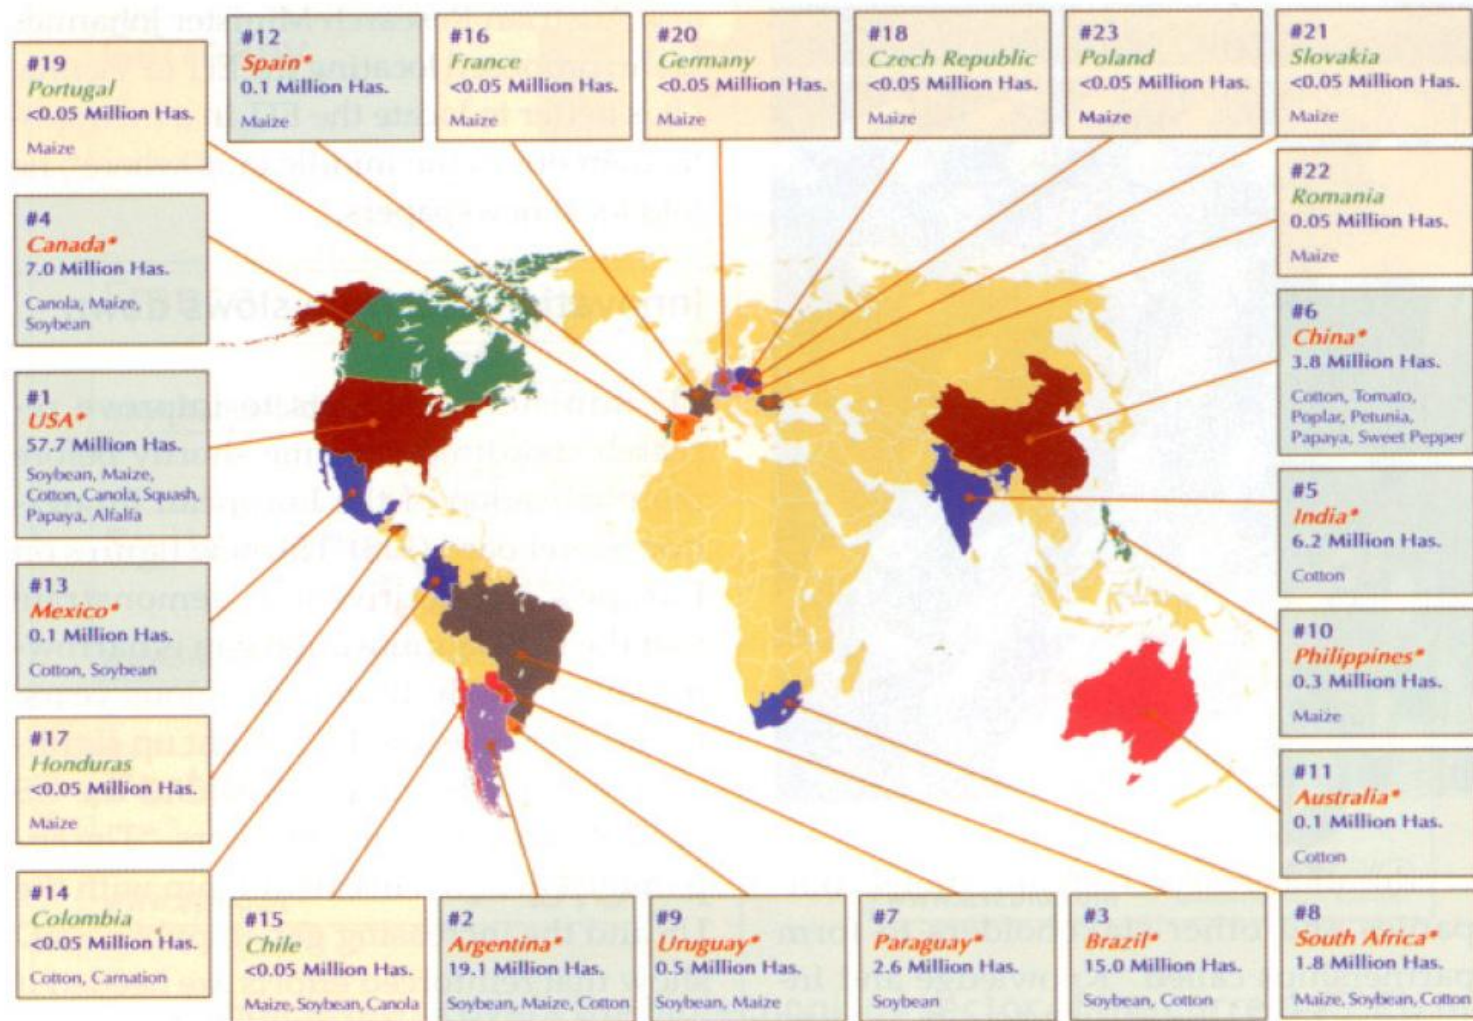 #19
Portugal
<0.05 Million Has.
Maize
#12
Spain*
0.1 Million Has.
Maize
#16
France
<0.05 Million Has.
Maize
#20
Germany
<0.05 Million Has.
Maize
#18
Czech Republic
<0.05 Million Has.
Maize
#23
Poland
<0.05 Million Has.
Maize
#21
Slovakia
<0.05 Million Has.
Maize
#22
Romania
0.05 Million Has.
Maize
#4
Canada*
7.0 Million Has.
Canola, Maize,
Soybean
#6
China*
3.8 Million Has.
Cotton, Tomato,
Poplar, Petunia,
Papaya, Sweet Pepper
#1
USA*
57.7 Million Has.
Soybean, Maize,
Cotton, Canola, Squash,
Papaya, Alfalfa
#5
India*
6.2 Million Has.
Cotton
#13
Mexico*
0.1 Million Has.
Cotton, Soybean
#10
Philippines*
0.3 Million Has.
Maize
#17
Honduras
<0.05 Million Has.
Maize
#11
Australia*
0.1 Million Has.
Cotton
#14
Colombia
<0.05 Million Has.
Cotton, Carnation
#15
Chile
<0.05 Million Has.
Maize, Soybean, Canola
#2
Argentina*
19.1 Million Has.
Soybean, Maize, Cotton
#9
Uruguay*
0.5 Million Has.
Soybean, Maize
#7
Paraguay*
2.6 Million Has.
Soybean
#3
Brazil*
15.0 Million Has.
Soybean, Cotton
#8
South Africa*
1.8 Million Has.
Maize, Soybean, Cotton